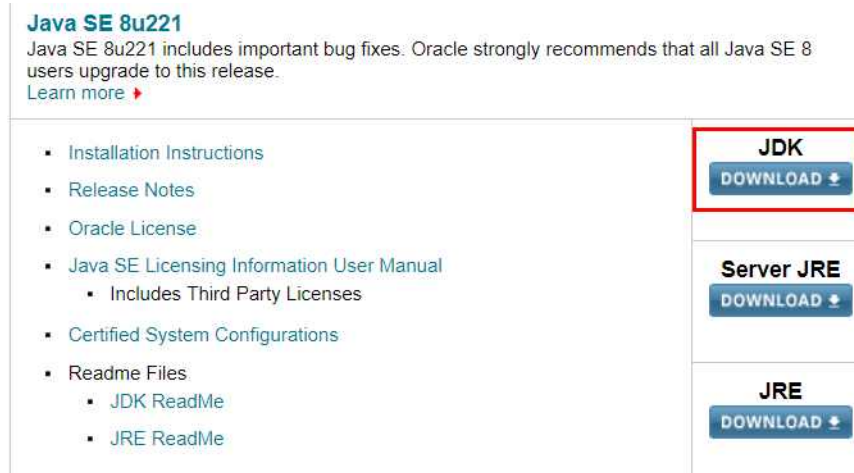 Java SE 8u221
Java SE 8u221 includes important bug fixes. Oracle strongly recommends that all Java SE 8
users upgrade to this release.
Learn more
Installation Instructions
Release Notes
Oracle License
Java SE Licensing Information User Manual
Includes Third Party Licenses
Certified System Configurations
Readme Files
JDK ReadMe
JRE ReadMe
JDK
DOWNLOAD
Server JRE
DOWNLOAD
JRE
DOWNLOAD